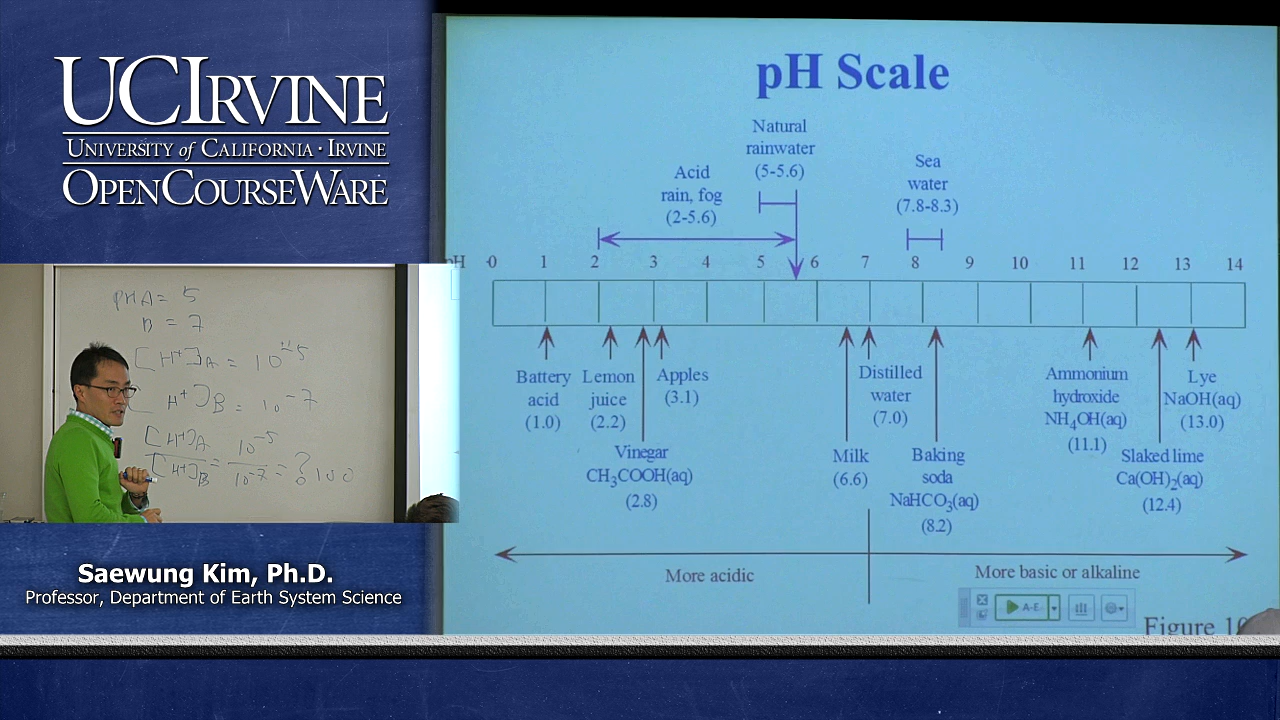 UCIRVINE
UNIVERSITY of CALIFORNIA · IRVINE
OPENCOURSEWARE
pH A = 5
B = 7
[H+]A = 10^-5
[H+]B = 10^-7
[H+]A / [H+]B = 10^-5 / 10^-7 = ? 100
Saewung Kim, Ph.D.
Professor, Department of Earth System Science
pH Scale
Natural
rainwater
(5-5.6)
Acid
rain, fog
(2-5.6)
Sea
water
(7.8-8.3)
pH 0 1 2 3 4 5 6 7 8 9 10 11 12 13 14
Battery
acid
(1.0)
Lemon
juice
(2.2)
Vinegar
CH3COOH(aq)
(2.8)
Apples
(3.1)
Milk
(6.6)
Distilled
water
(7.0)
Baking
soda
NaHCO3(aq)
(8.2)
Ammonium
hydroxide
NH4OH(aq)
(11.1)
Slaked lime
Ca(OH)2(aq)
(12.4)
Lye
NaOH(aq)
(13.0)
More acidic
More basic or alkaline
A-E
Figure